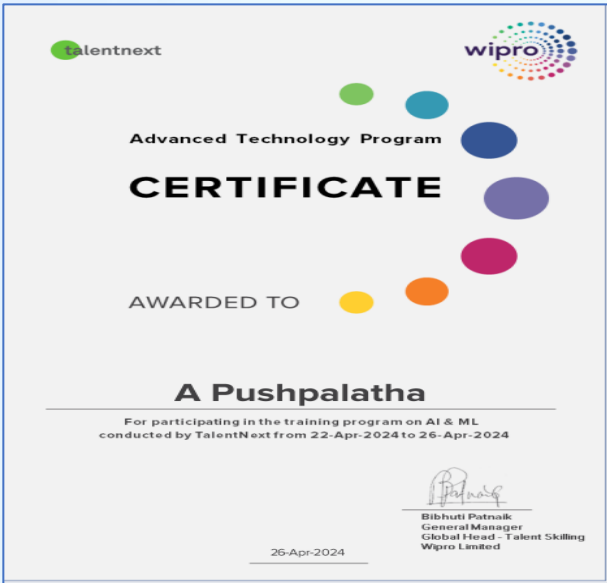 talentnext
wipro
Advanced Technology Program
CERTIFICATE
AWARDED TO
A Pushpalatha
For participating in the training program on AI & ML
conducted by TalentNext from 22-Apr-2024 to 26-Apr-2024
Patnaik
Bibhuti Patnaik
General Manager
Global Head - Talent Skilling
Wipro Limited
26-Apr-2024